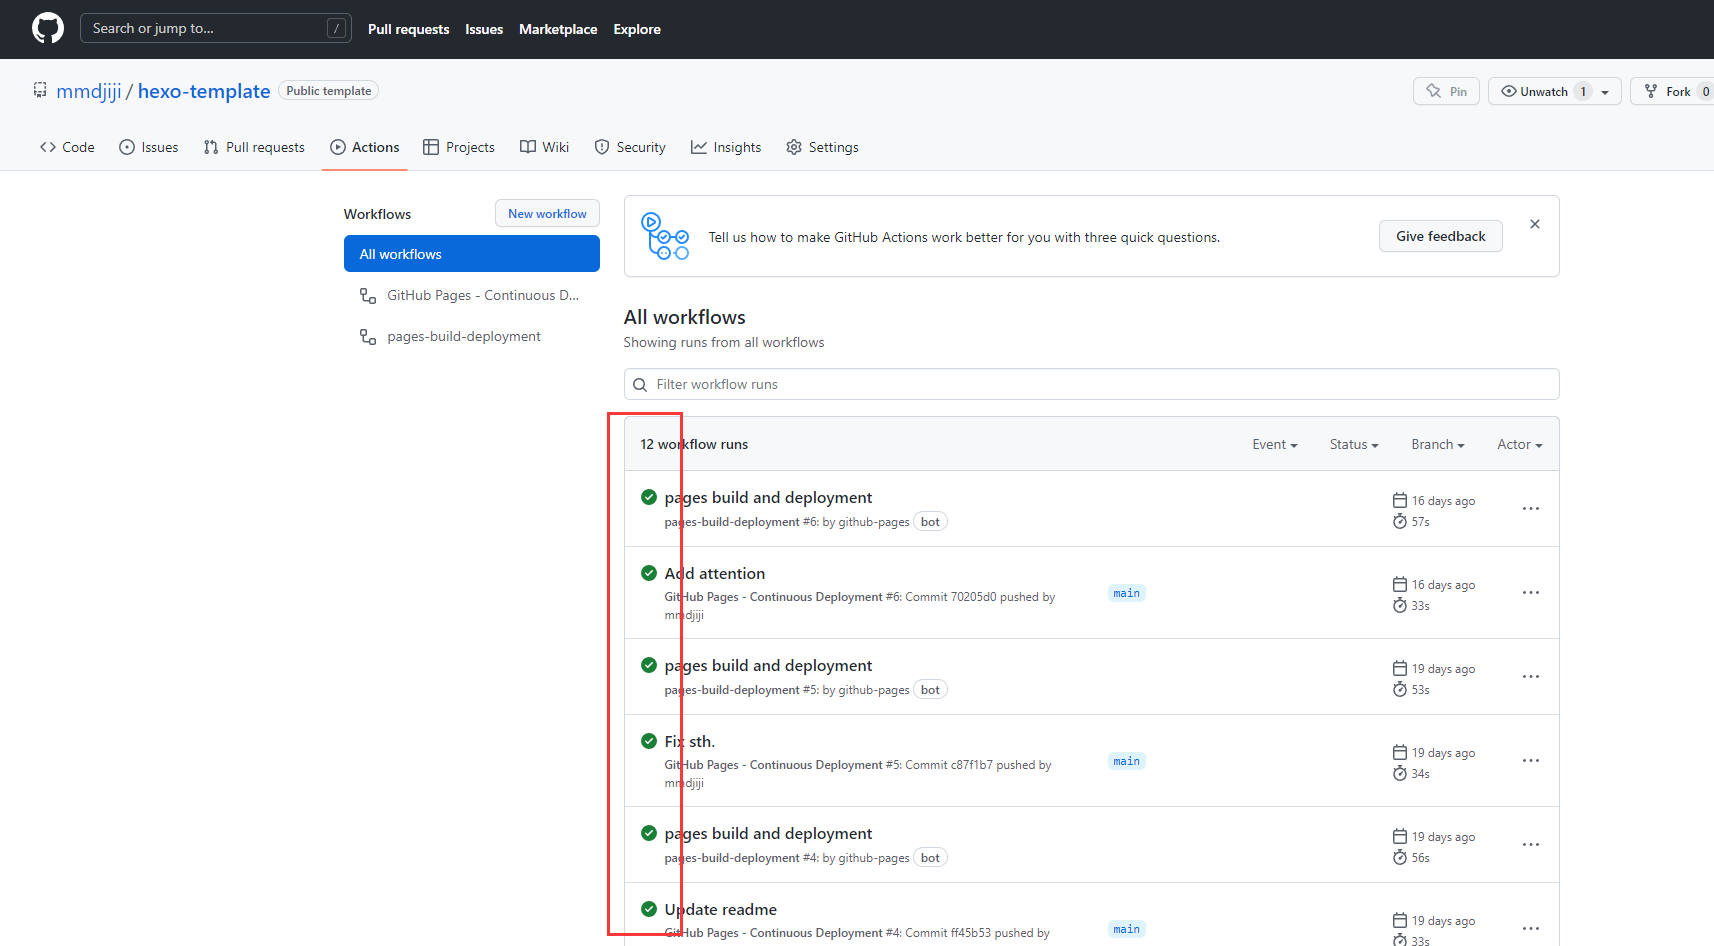 Search or jump to... /
Pull requests Issues Marketplace Explore
mmdjiji / hexo-template Public template
Pin Unwatch 1 Fork 0
Code Issues Pull requests Actions Projects Wiki Security Insights Settings
Workflows New workflow
All workflows
GitHub Pages - Continuous D...
pages-build-deployment
Tell us how to make GitHub Actions work better for you with three quick questions. Give feedback
All workflows
Showing runs from all workflows
Filter workflow runs
12 workflow runs Event Status Branch Actor
pages build and deployment
pages-build-deployment #6: by github-pages bot
16 days ago
57s
Add attention
GitHub Pages - Continuous Deployment #6: Commit 70205d0 pushed by
mmdjiji
main
16 days ago
33s
pages build and deployment
pages-build-deployment #5: by github-pages bot
19 days ago
53s
Fix sth.
GitHub Pages - Continuous Deployment #5: Commit c87f1b7 pushed by
mmdjiji
main
19 days ago
34s
pages build and deployment
pages-build-deployment #4: by github-pages bot
19 days ago
56s
Update readme
GitHub Pages - Continuous Deployment #4: Commit ff45b53 pushed by
main
19 days ago
33s